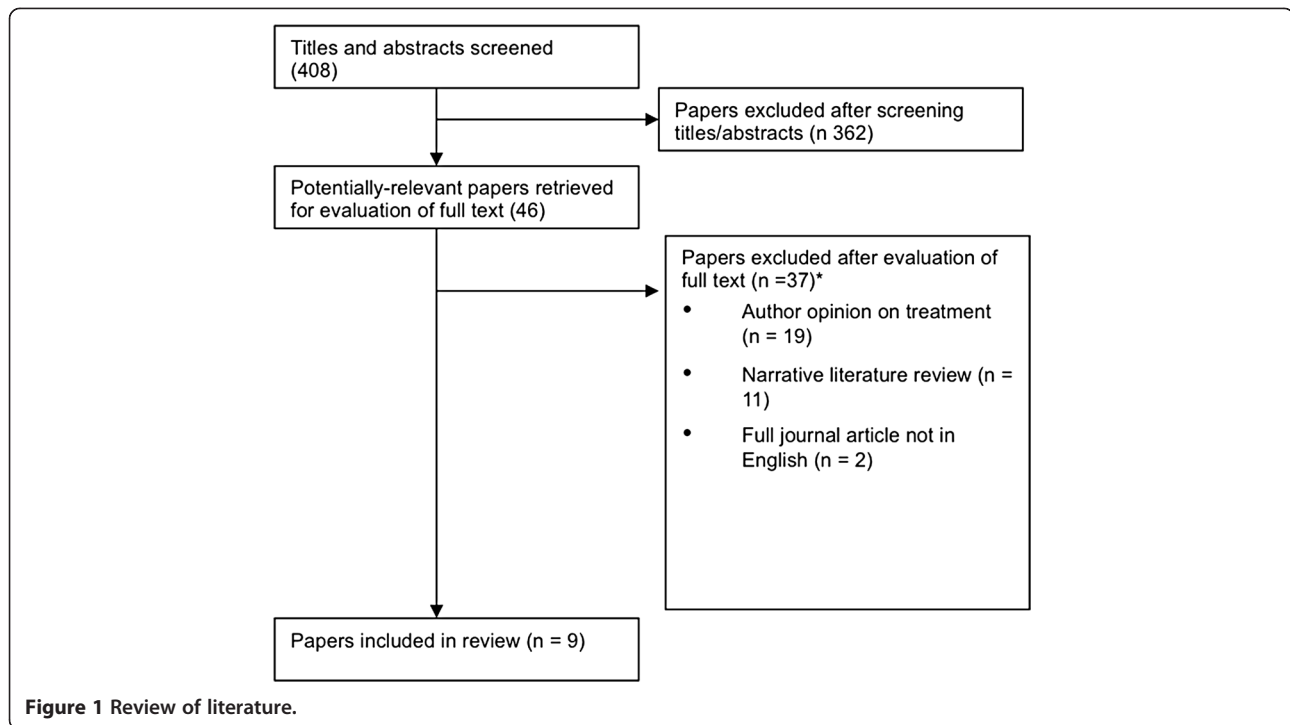 Titles and abstracts screened
(408)
Papers excluded after screening
titles/abstracts (n 362)
Potentially-relevant papers retrieved
for evaluation of full text (46)
Papers excluded after evaluation of
full text (n =37)*
• Author opinion on treatment
(n = 19)
• Narrative literature review (n =
11)
• Full journal article not in
English (n = 2)
Papers included in review (n = 9)
Figure 1 Review of literature.